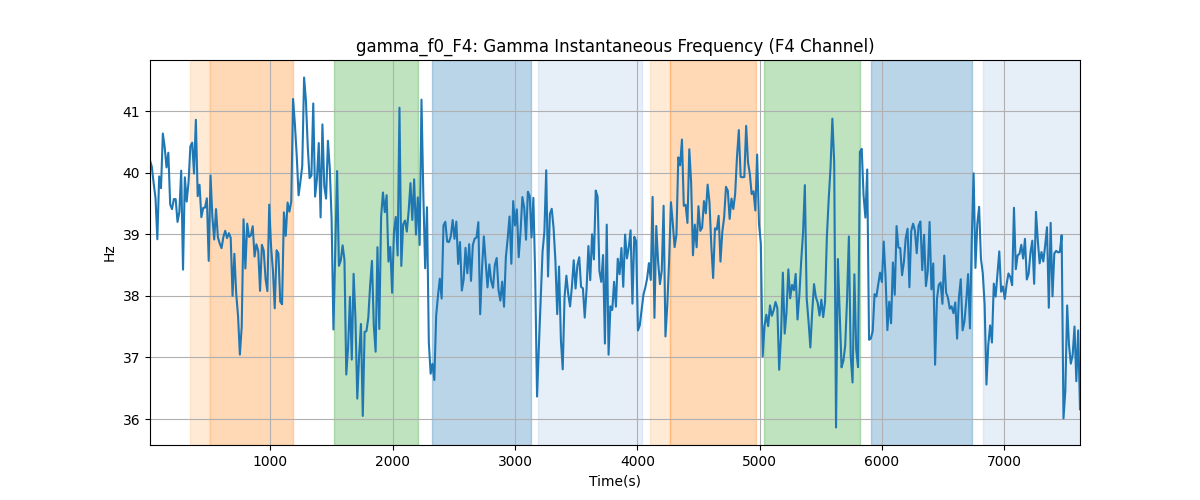 gamma_f0_F4: Gamma Instantaneous Frequency (F4 Channel)
Hz
41
40
39
38
37
36
1000 2000 3000 4000 5000 6000 7000
Time(s)